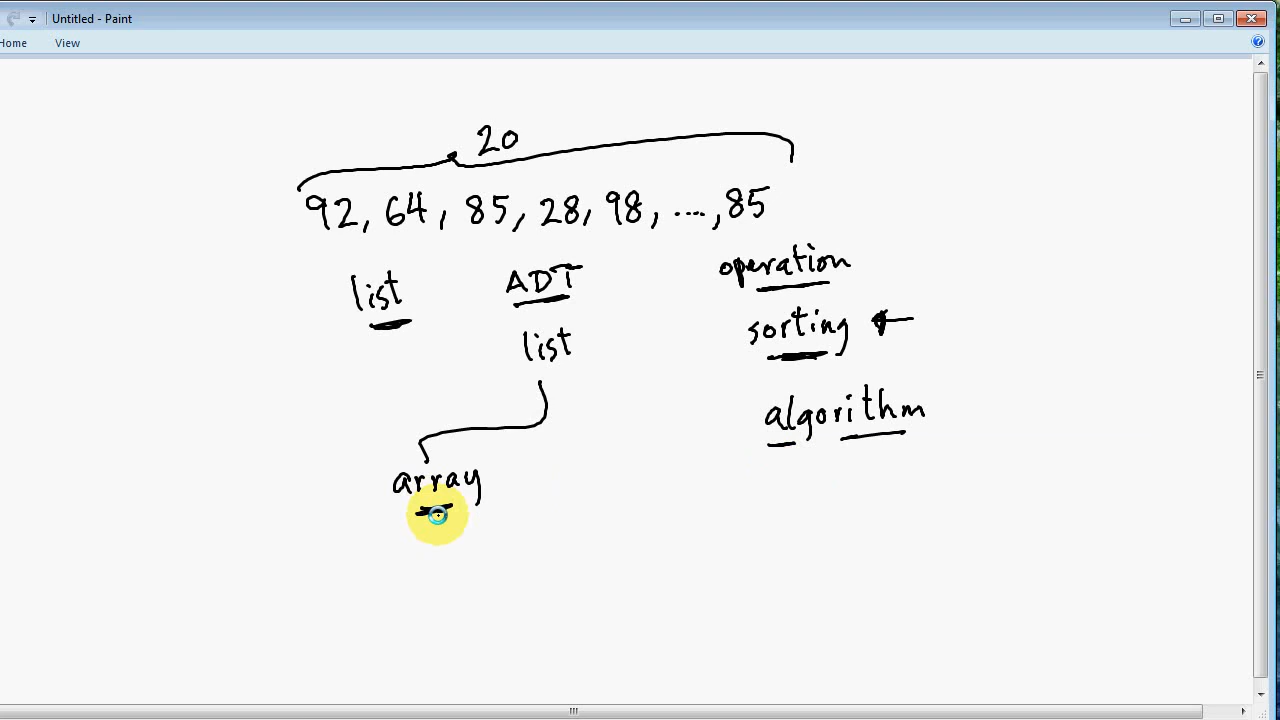 Untitled - Paint
Home View
20
92, 64, 85, 28, 98, ...., 85
list ADT operation
list sorting
algorithm
array